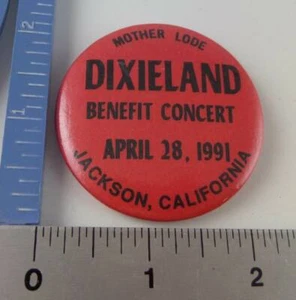 MOTHER LODE
DIXIELAND
BENEFIT CONCERT
APRIL 28, 1991
JACKSON, CALIFORNIA
0 1 2